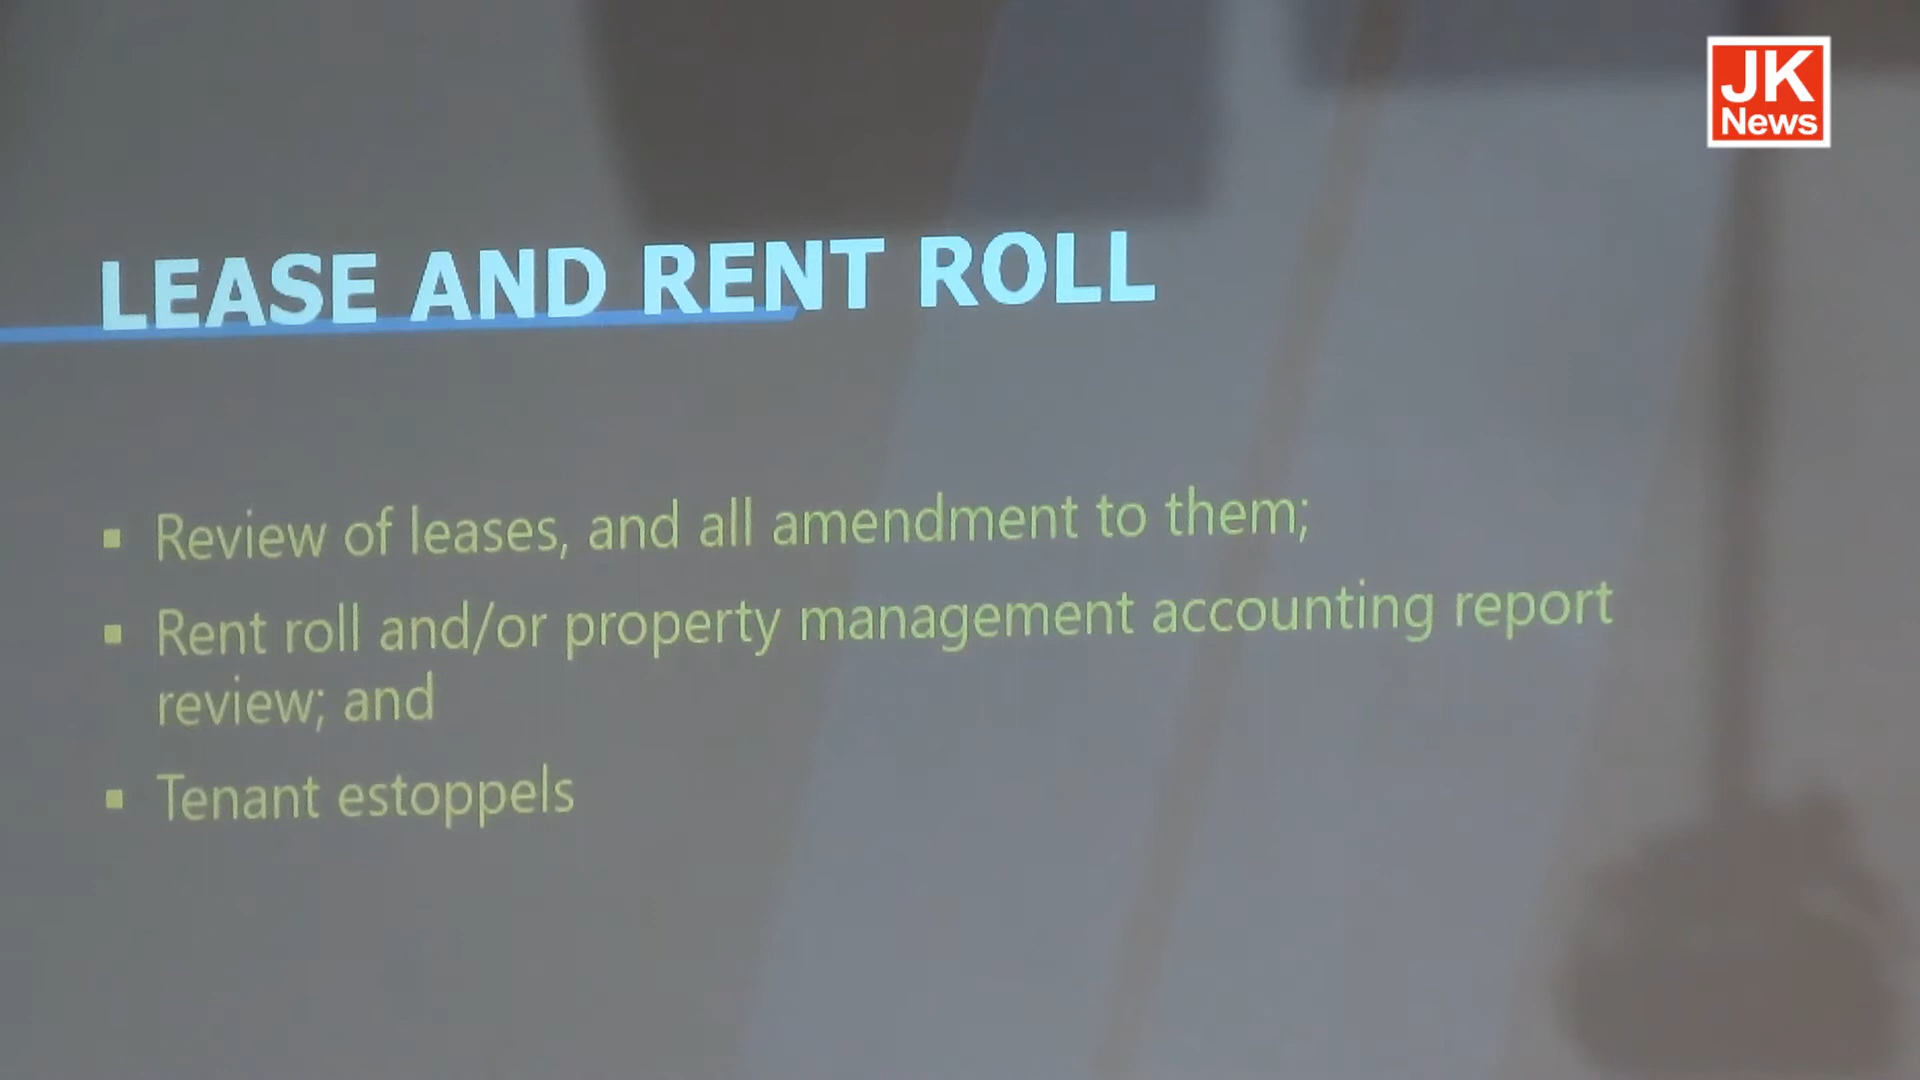 JK
News
LEASE AND RENT ROLL
▪ Review of leases, and all amendment to them;
▪ Rent roll and/or property management accounting report
review; and
▪ Tenant estoppels